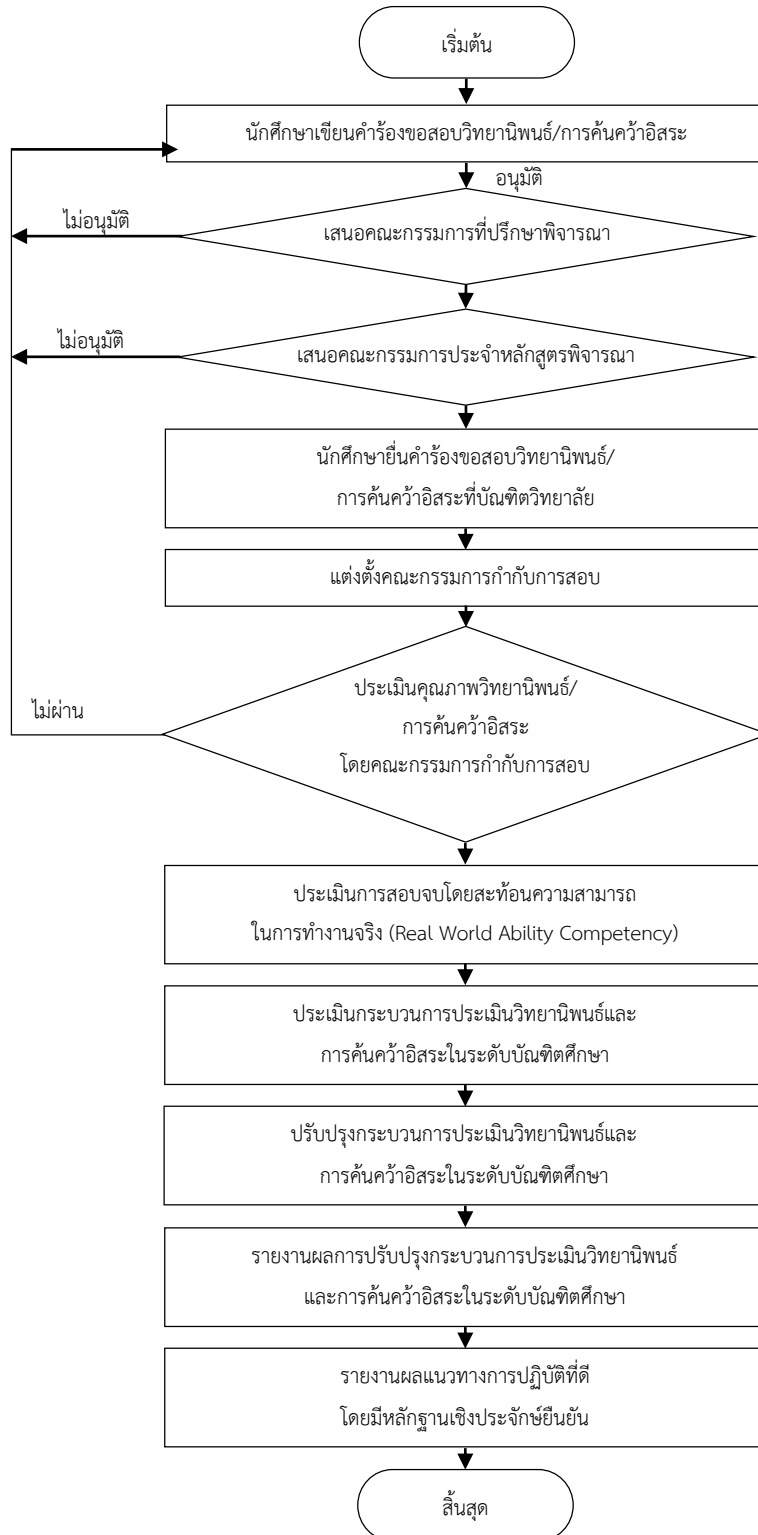 เริ่มต้น
นักศึกษาเขียนคำร้องขอสอบวิทยานิพนธ์/การค้นคว้าอิสระ
อนุมัติ
ไม่อนุมัติ
เสนอคณะกรรมการที่ปรึกษาพิจารณา
ไม่อนุมัติ
เสนอคณะกรรมการประจำหลักสูตรพิจารณา
นักศึกษายื่นคำร้องขอสอบวิทยานิพนธ์/
การค้นคว้าอิสระที่บัณฑิตวิทยาลัย
แต่งตั้งคณะกรรมการกำกับการสอบ
ประเมินคุณภาพวิทยานิพนธ์/
ไม่ผ่าน
การค้นคว้าอิสระ
โดยคณะกรรมการกำกับการสอบ
ประเมินการสอบจบโดยสะท้อนความสามารถ
ในการทำงานจริง (Real World Ability Competency)
ประเมินกระบวนการประเมินวิทยานิพนธ์และ
การค้นคว้าอิสระในระดับบัณฑิตศึกษา
ปรับปรุงกระบวนการประเมินวิทยานิพนธ์และ
การค้นคว้าอิสระในระดับบัณฑิตศึกษา
รายงานผลการปรับปรุงกระบวนการประเมินวิทยานิพนธ์
และการค้นคว้าอิสระในระดับบัณฑิตศึกษา
รายงานผลแนวทางการปฏิบัติที่ดี
โดยมีหลักฐานเชิงประจักษ์ยืนยัน
สิ้นสุด